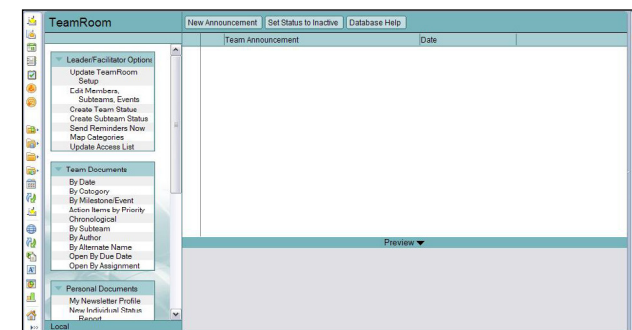 TeamRoom
New Announcement Set Status to Inactive Database Help
Team Announcement Date
Leader/Facilitator Options
Update TeamRoom
Setup
Edit Members,
Subteams, Events
Create Team Status
Create Subteam Status
Send Reminders Now
Map Categories
Update Access List
Team Documents
By Date
By Category
By Milestone/Event
Action Items by Priority
Chronological
By Subteam
By Author
By Alternate Name
Open By Due Date
Open By Assignment
Personal Documents
My Newsletter Profile
New Individual Status
Report
Local
Preview